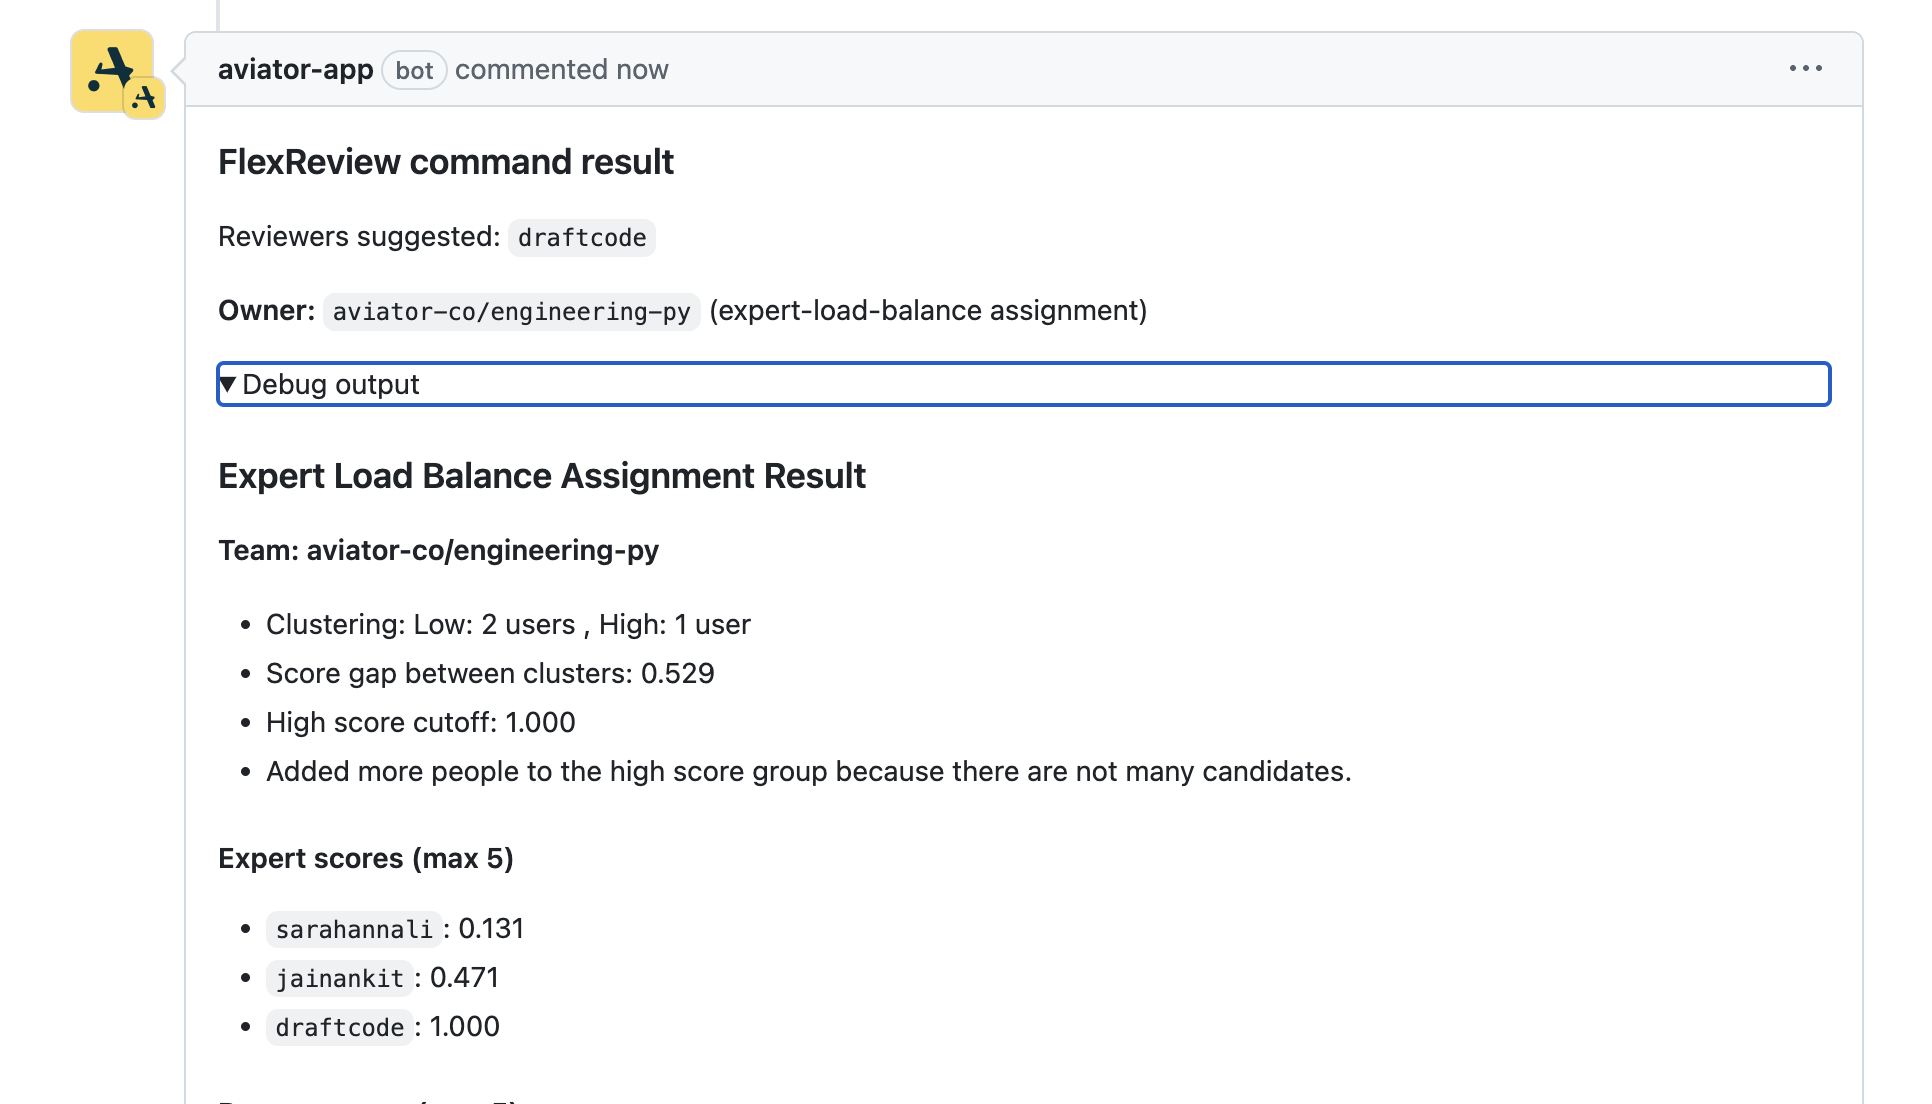 aviator-app bot commented now
FlexReview command result
Reviewers suggested: draftcode
Owner: aviator-co/engineering-py (expert-load-balance assignment)
▼ Debug output
Expert Load Balance Assignment Result
Team: aviator-co/engineering-py
• Clustering: Low: 2 users , High: 1 user
• Score gap between clusters: 0.529
• High score cutoff: 1.000
• Added more people to the high score group because there are not many candidates.
Expert scores (max 5)
• sarahannali: 0.131
• jainankit: 0.471
• draftcode: 1.000